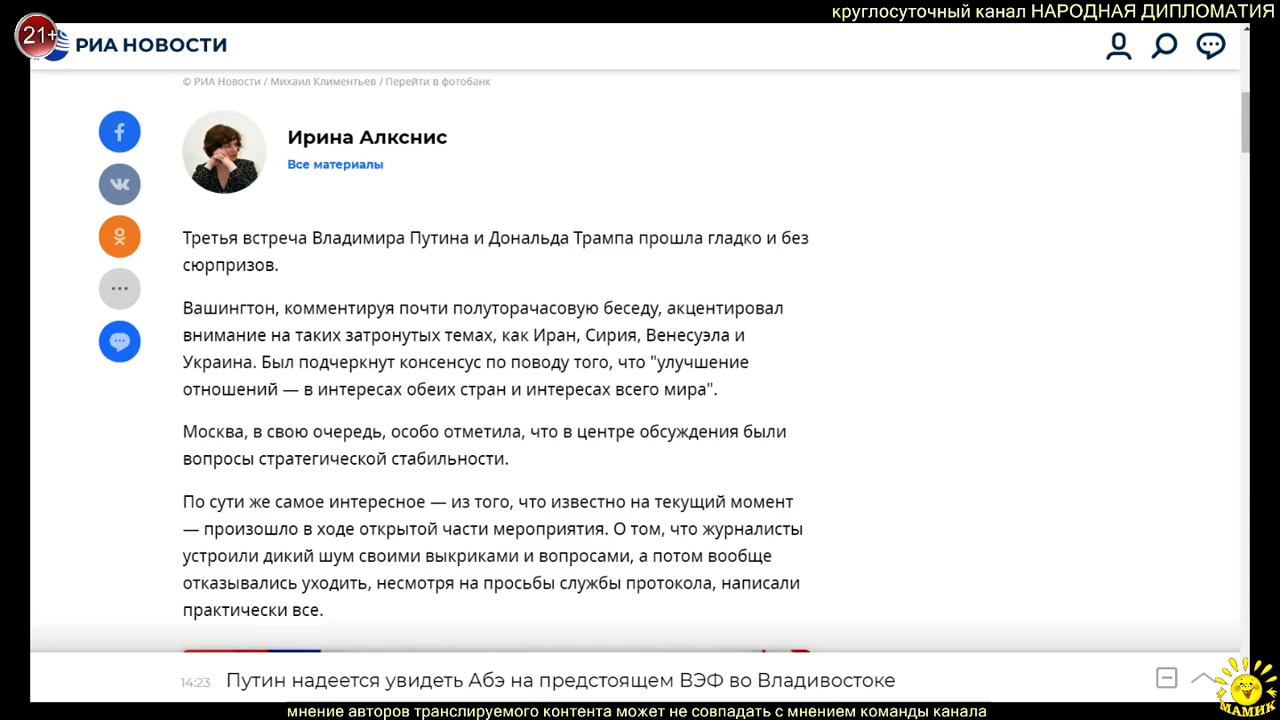 круглосуточный канал НАРОДНАЯ ДИПЛОМАТИЯ
21+
РИА НОВОСТИ
© РИА Новости / Михаил Климентьев / Перейти в фотобанк
Ирина Алкснис
Все материалы
Третья встреча Владимира Путина и Дональда Трампа прошла гладко и без
сюрпризов.
Вашингтон, комментируя почти полуторачасовую беседу, акцентировал
внимание на таких затронутых темах, как Иран, Сирия, Венесуэла и
Украина. Был подчеркнут консенсус по поводу того, что "улучшение
отношений — в интересах обеих стран и интересах всего мира".
Москва, в свою очередь, особо отметила, что в центре обсуждения были
вопросы стратегической стабильности.
По сути же самое интересное — из того, что известно на текущий момент
— произошло в ходе открытой части мероприятия. О том, что журналисты
устроили дикий шум своими выкриками и вопросами, а потом вообще
отказывались уходить, несмотря на просьбы службы протокола, написали
практически все.
14:23 Путин надеется увидеть Абэ на предстоящем ВЭФ во Владивостоке
МАМИК
мнение авторов транслируемого контента может не совпадать с мнением команды канала